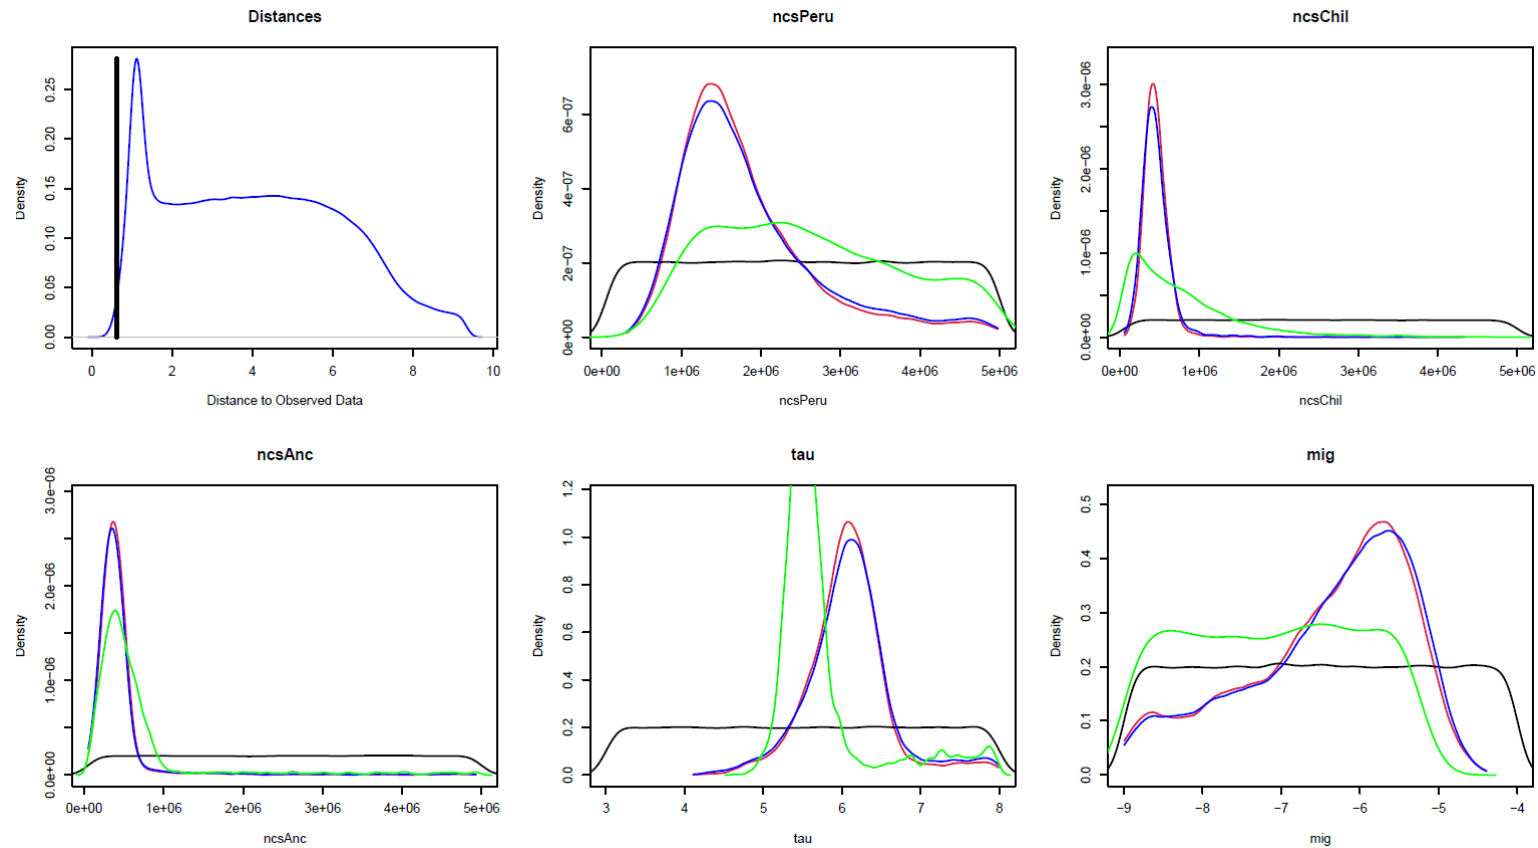 Distances
Density
0.00 0.05 0.10 0.15 0.20 0.25
0 2 4 6 8 10
Distance to Observed Data
ncsPeru
Density
0e+00 2e−07 4e−07 6e−07
0e+00 1e+06 2e+06 3e+06 4e+06 5e+06
ncsPeru
ncsChil
Density
0.0e+00 1.0e−06 2.0e−06 3.0e−06
0e+00 1e+06 2e+06 3e+06 4e+06 5e+06
ncsChil
ncsAnc
Density
0.0e+00 1.0e−06 2.0e−06 3.0e−06
0e+00 1e+06 2e+06 3e+06 4e+06 5e+06
ncsAnc
tau
Density
0.0 0.2 0.4 0.6 0.8 1.0 1.2
3 4 5 6 7 8
tau
mig
Density
0.0 0.1 0.2 0.3 0.4 0.5
−9 −8 −7 −6 −5 −4
mig